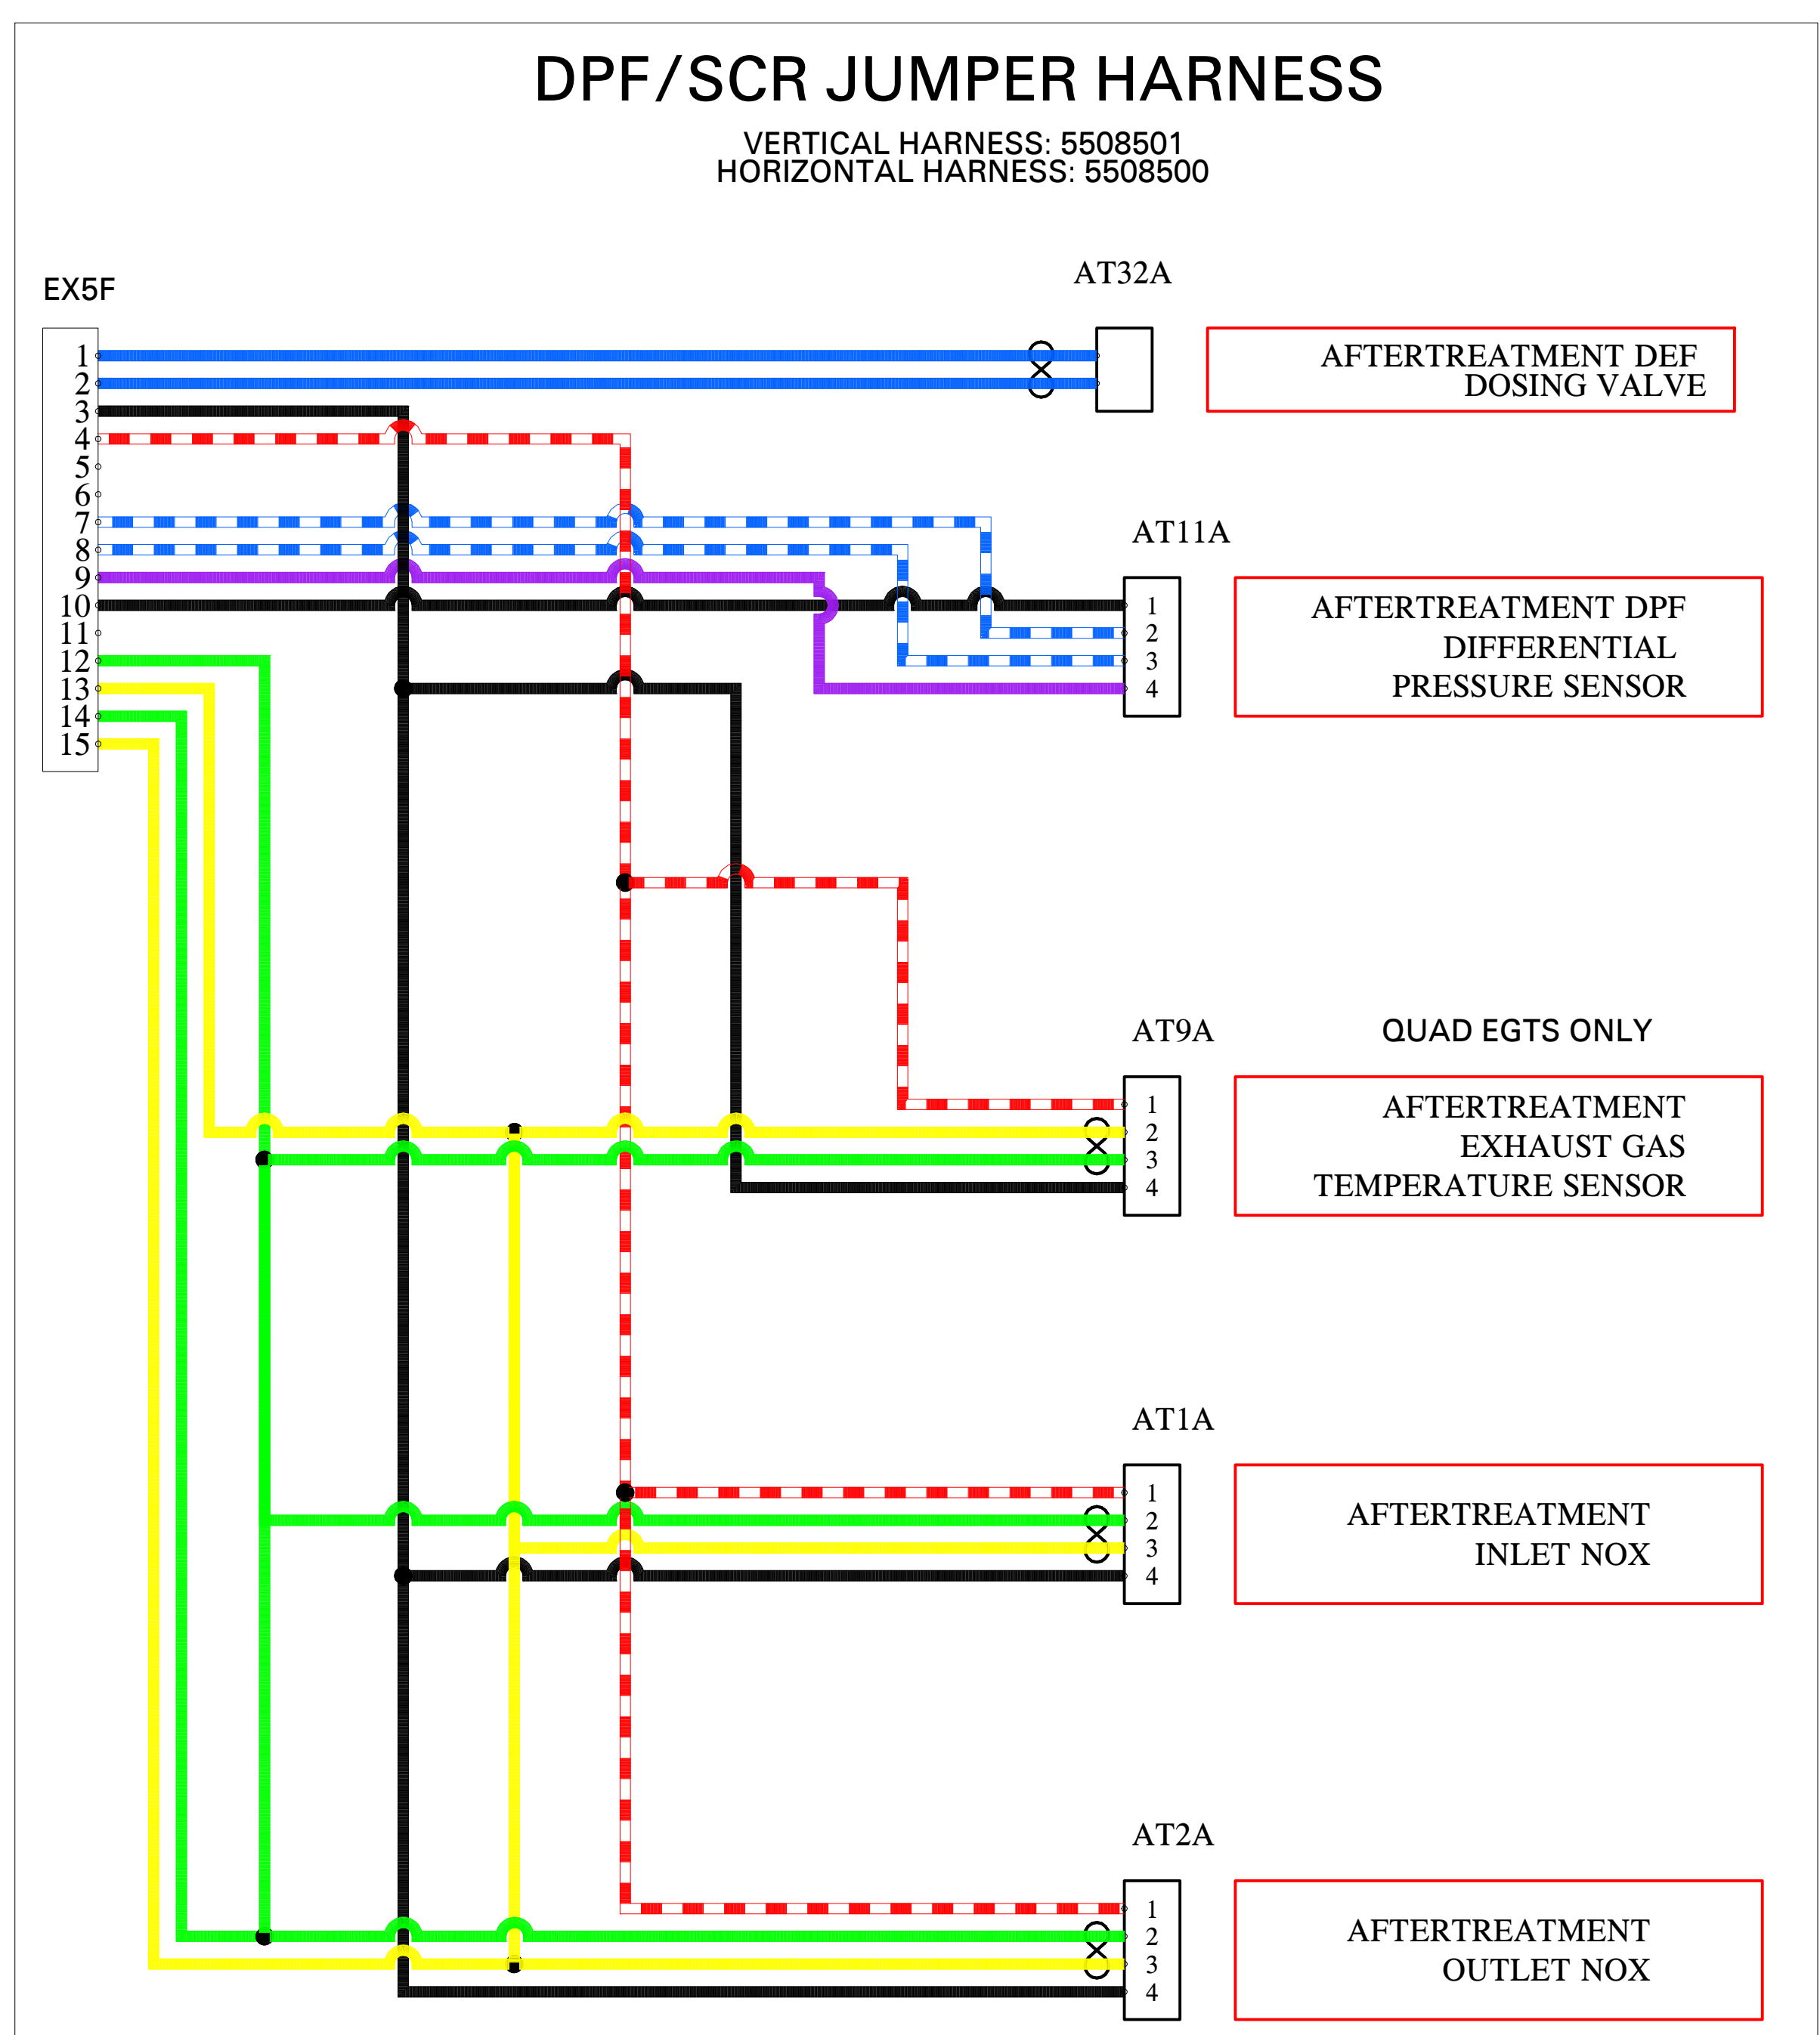 DPF/SCR JUMPER HARNESS
VERTICAL HARNESS: 5508501
HORIZONTAL HARNESS: 5508500
EX5F
1
2
3
4
5
6
7
8
9
10
11
12
13
14
15
AT32A
AFTERTREATMENT DEF
DOSING VALVE
AT11A
1
2
3
4
AFTERTREATMENT DPF
DIFFERENTIAL
PRESSURE SENSOR
AT9A
QUAD EGTS ONLY
1
2
3
4
AFTERTREATMENT
EXHAUST GAS
TEMPERATURE SENSOR
AT1A
1
2
3
4
AFTERTREATMENT
INLET NOX
AT2A
1
2
3
4
AFTERTREATMENT
OUTLET NOX